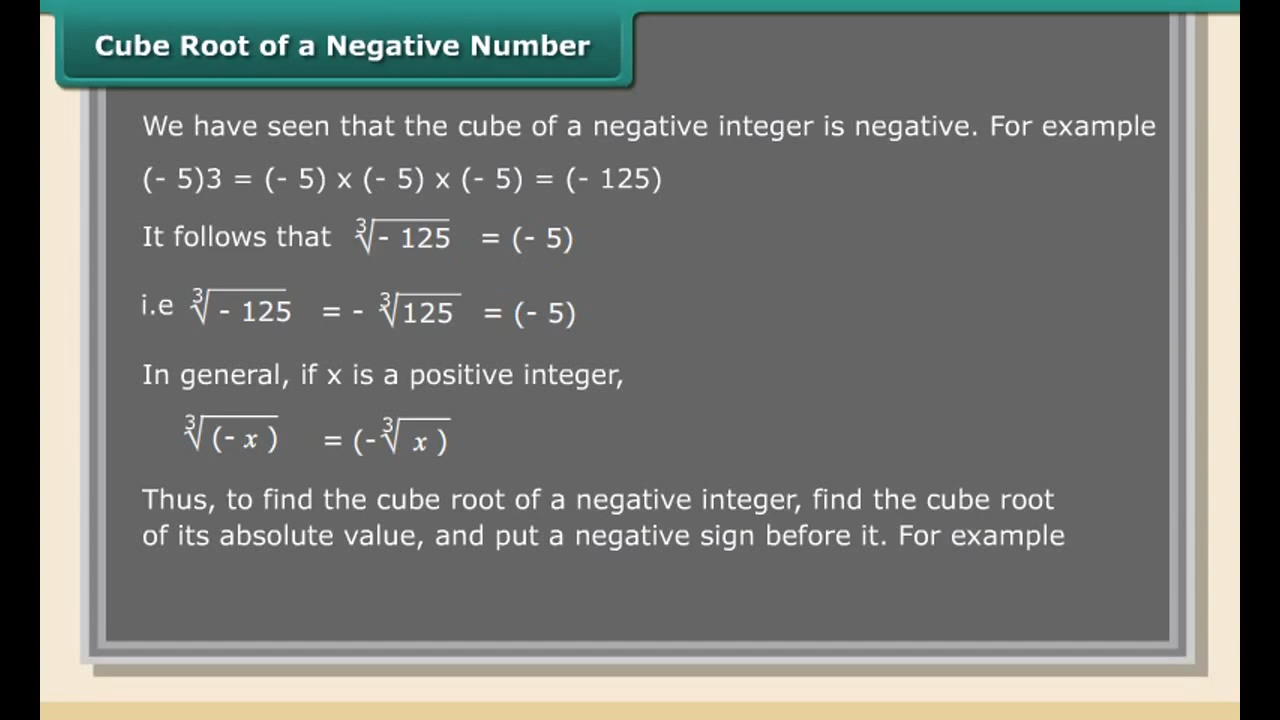 Cube Root of a Negative Number
We have seen that the cube of a negative integer is negative. For example
(- 5)3 = (- 5) x (- 5) x (- 5) = (- 125)
It follows that ∛- 125 = (- 5)
i.e ∛- 125 = - ∛125 = (- 5)
In general, if x is a positive integer,
∛(- x ) = (-∛x )
Thus, to find the cube root of a negative integer, find the cube root
of its absolute value, and put a negative sign before it. For example